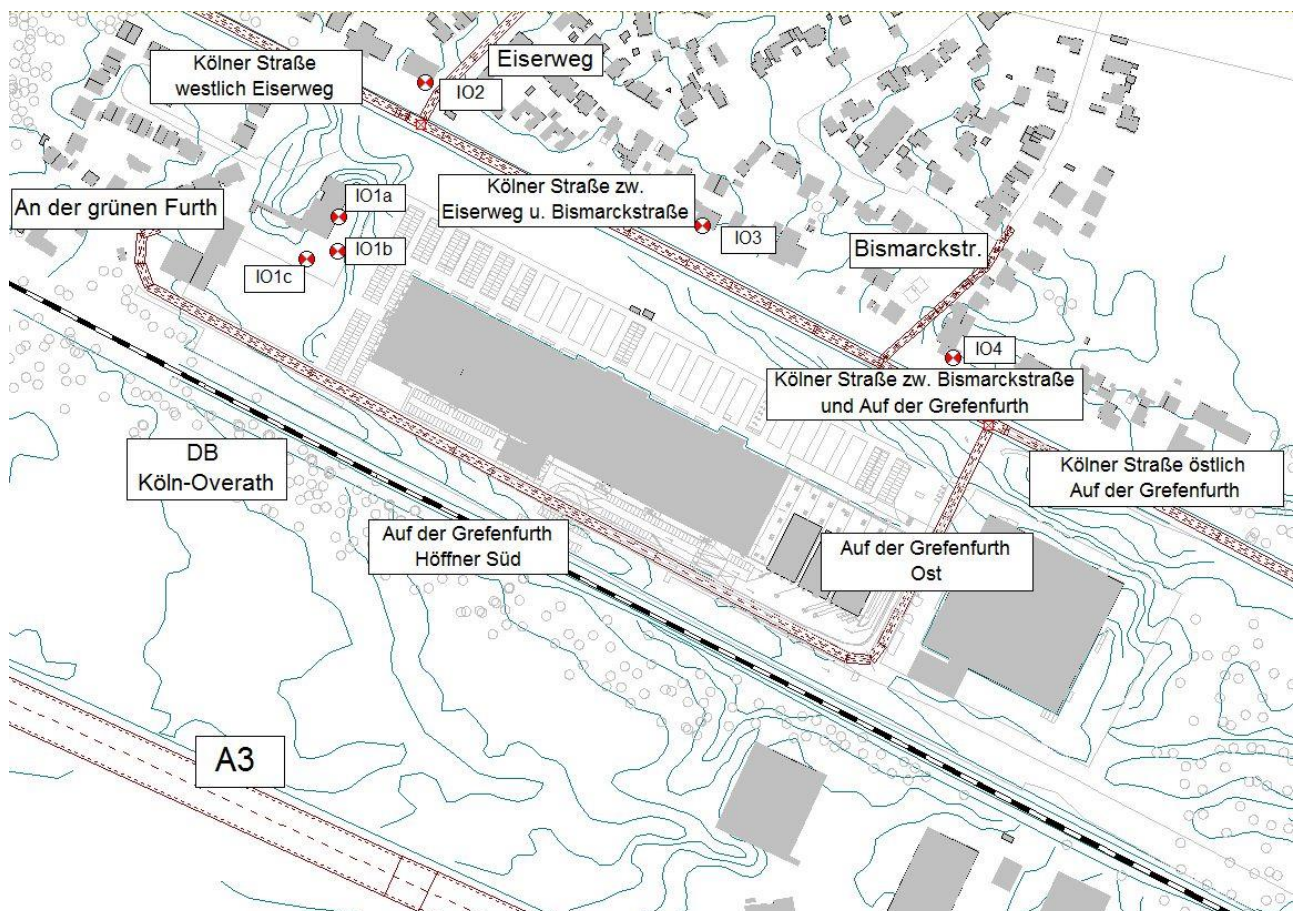 Kölner Straße
westlich Eiserweg
Eiserweg
IO2
An der grünen Furth
IO1a
IO1b
IO1c
Kölner Straße zw.
Eiserweg u. Bismarckstraße
IO3
Bismarckstr.
IO4
Kölner Straße zw. Bismarckstraße
und Auf der Grefenfurth
DB
Köln-Overath
Kölner Straße östlich
Auf der Grefenfurth
Auf der Grefenfurth
Höffner Süd
Auf der Grefenfurth
Ost
A3